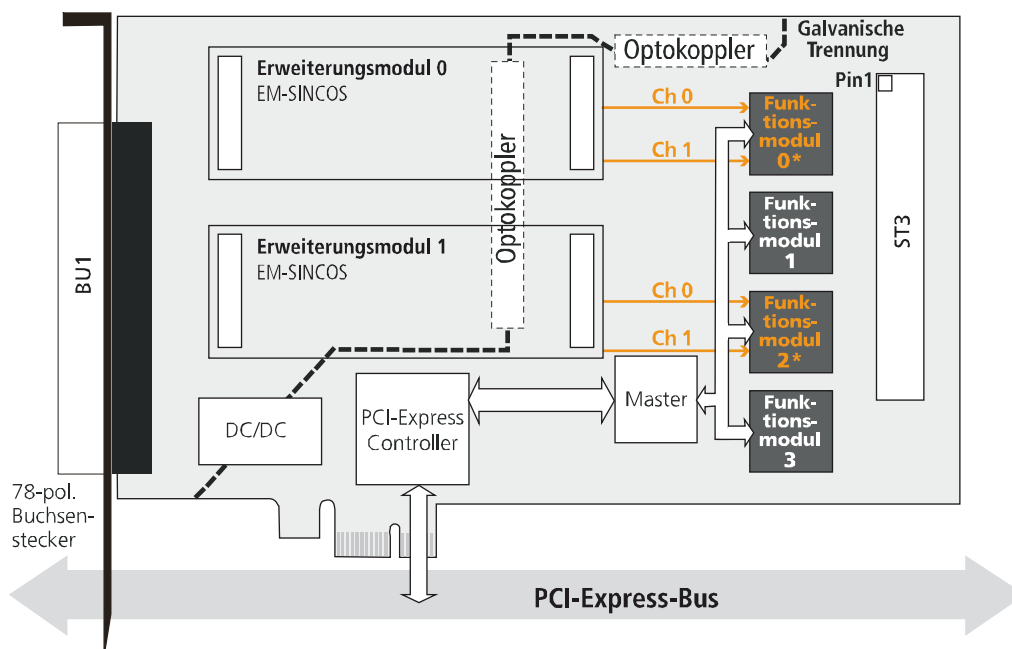 Galvanische
Trennung
Optokoppler
Erweiterungsmodul 0
EM-SINCOS
Optokoppler
Ch 0
Ch 1
Funk-
tions-
modul
0*
Pin1
ST3
Funk-
tions-
modul
1
Erweiterungsmodul 1
EM-SINCOS
Ch 0
Ch 1
Funk-
tions-
modul
2*
BU1
DC/DC
PCI-Express
Controller
Master
Funk-
tions-
modul
3
78-pol.
Buchsen-
stecker
PCI-Express-Bus